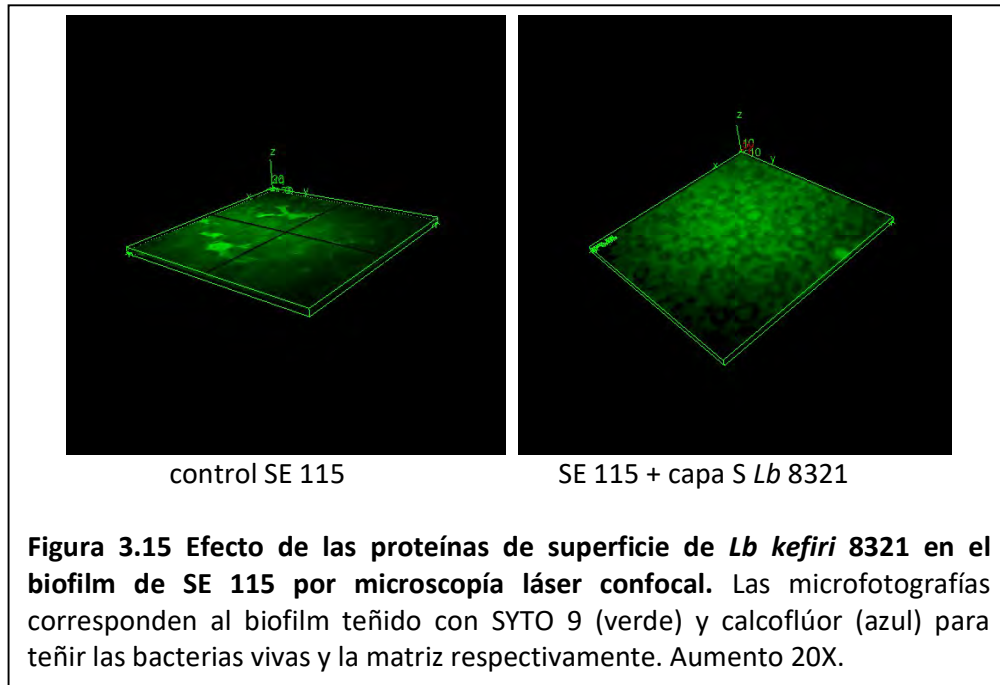 z
x
y
z
10
10
x
y
control SE 115
SE 115 + capa S Lb 8321
Figura 3.15 Efecto de las proteínas de superficie de Lb kefiri 8321 en el
biofilm de SE 115 por microscopía láser confocal. Las microfotografías
corresponden al biofilm teñido con SYTO 9 (verde) y calcoflúor (azul) para
teñir las bacterias vivas y la matriz respectivamente. Aumento 20X.